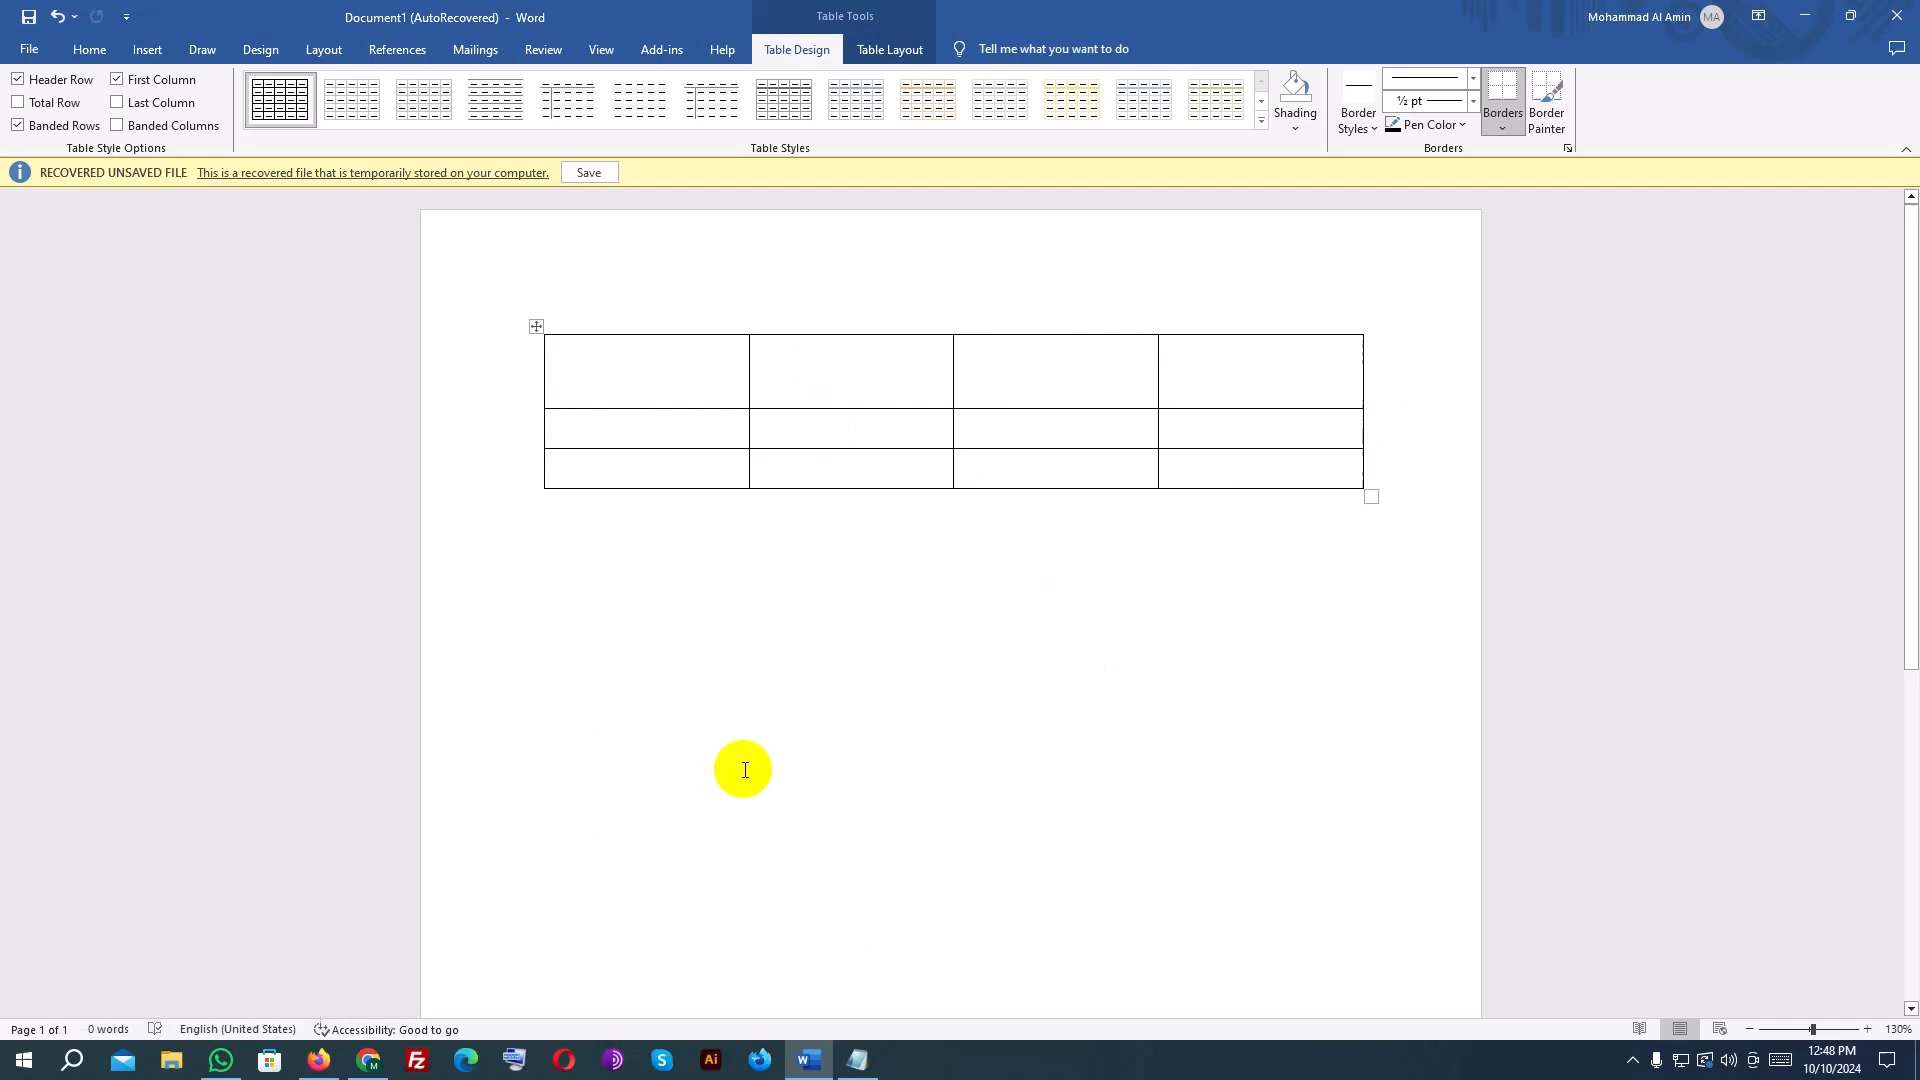 Document1 (AutoRecovered) - Word
Table Tools
Mohammad Al Amin
MA
File
Home
Insert
Draw
Design
Layout
References
Mailings
Review
View
Add-ins
Help
Table Design
Table Layout
Tell me what you want to do
Header Row
First Column
Total Row
Last Column
Banded Rows
Banded Columns
Table Style Options
Table Styles
Shading
Border
Styles
½ pt
Pen Color
Borders
Border
Painter
Borders
RECOVERED UNSAVED FILE
This is a recovered file that is temporarily stored on your computer.
Save
Page 1 of 1
0 words
English (United States)
Accessibility: Good to go
130%
M
Fz
S
Ai
W
12:48 PM
10/10/2024